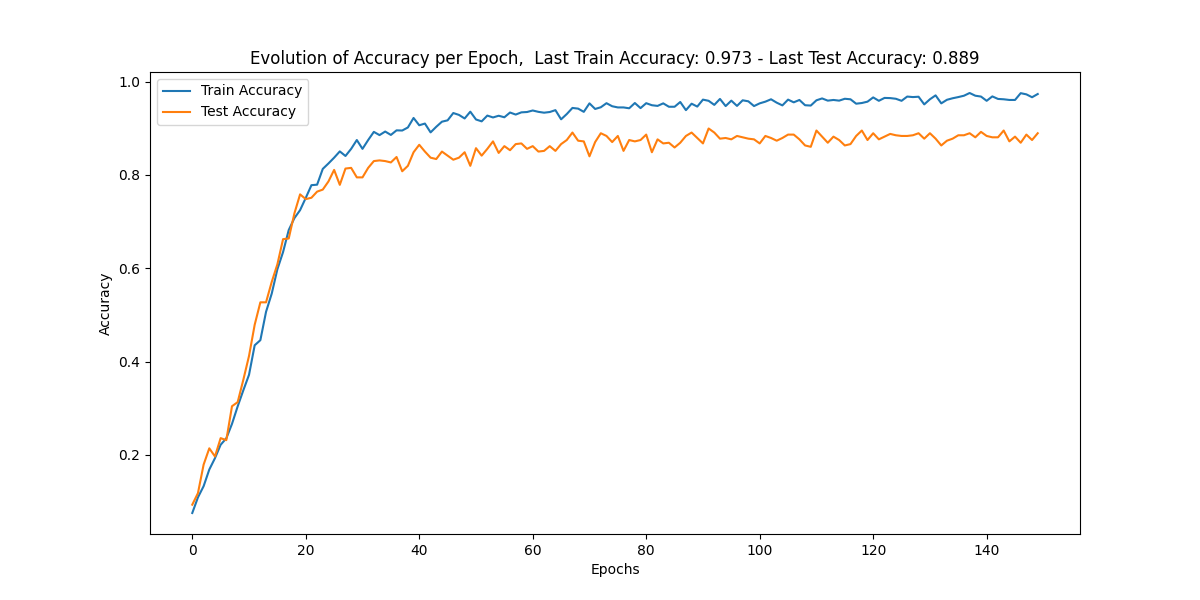 Evolution of Accuracy per Epoch,  Last Train Accuracy: 0.973 - Last Test Accuracy: 0.889
Train Accuracy
Test Accuracy
1.0
0.8
0.6
0.4
0.2
Accuracy
0 20 40 60 80 100 120 140
Epochs